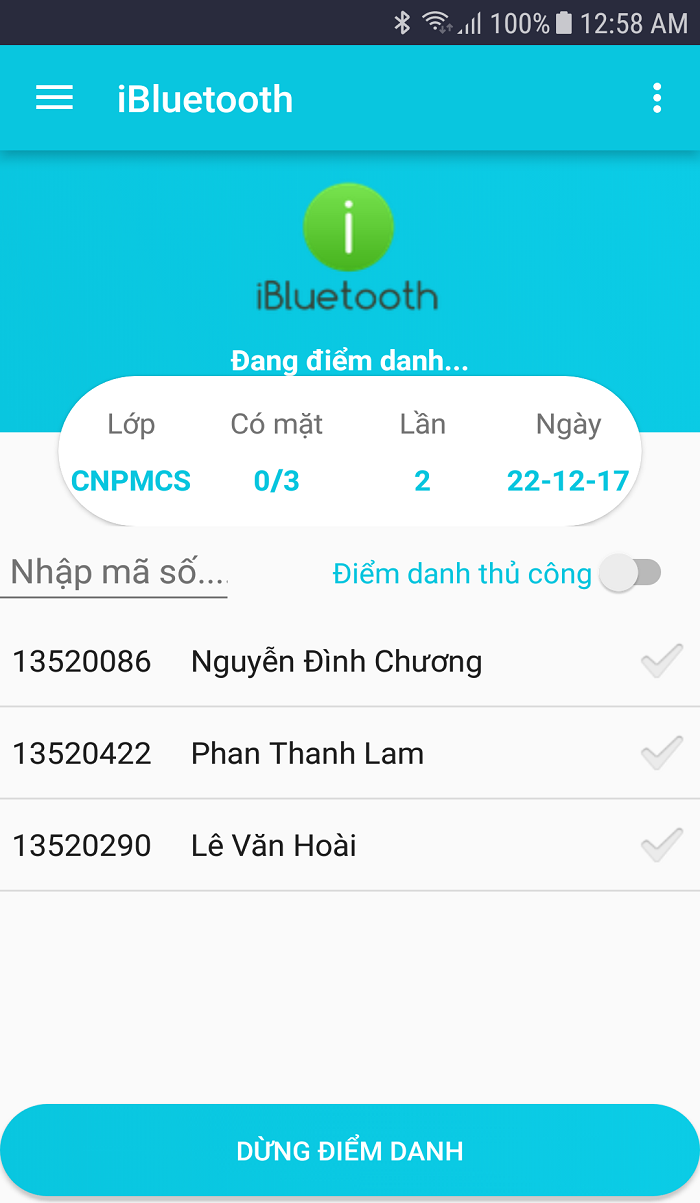 100% 12:58 AM
iBluetooth
i
iBluetooth
Đang điểm danh...
Lớp Có mặt Lần Ngày
CNPMCS 0/3 2 22-12-17
Nhập mã số.... Điểm danh thủ công
13520086 Nguyễn Đình Chương
13520422 Phan Thanh Lam
13520290 Lê Văn Hoài
DỪNG ĐIỂM DANH